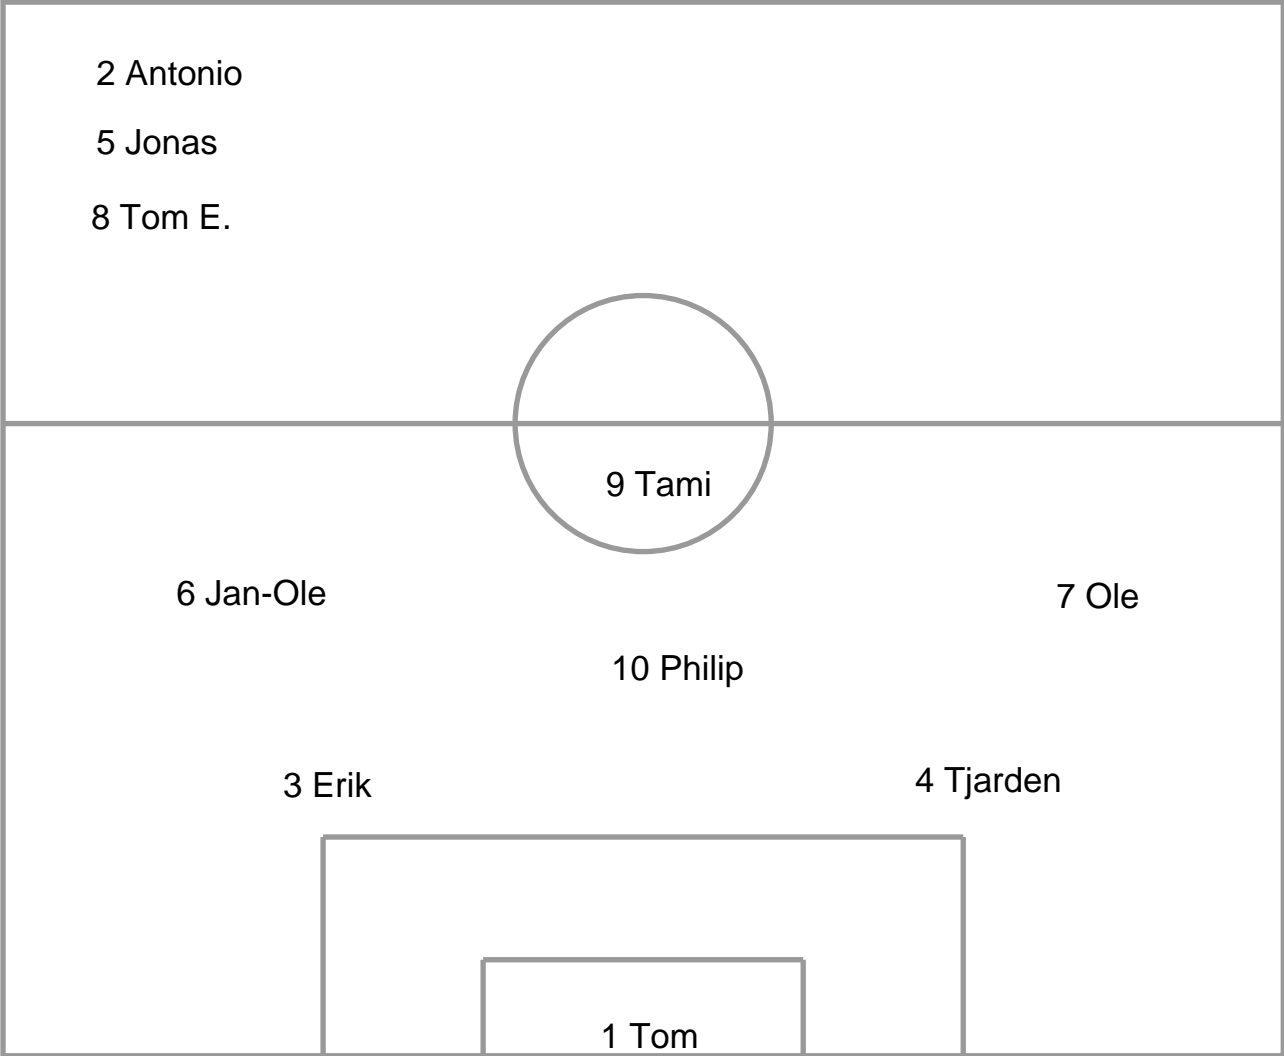 2 Antonio
5 Jonas
8 Tom E.
9 Tami
6 Jan-Ole
7 Ole
10 Philip
3 Erik
4 Tjarden
1 Tom